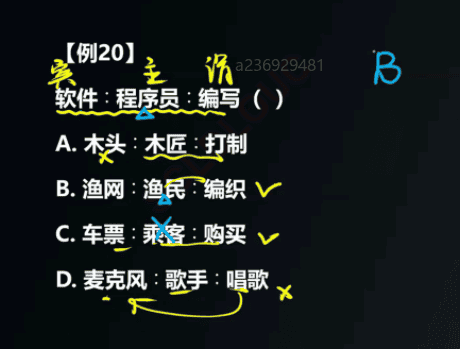 【例20】
宾 主 谓 a236929481 B
软件：程序员：编写（ ）
A. 木头：木匠：打制
B. 渔网：渔民：编织
C. 车票：乘客：购买
D. 麦克风：歌手：唱歌